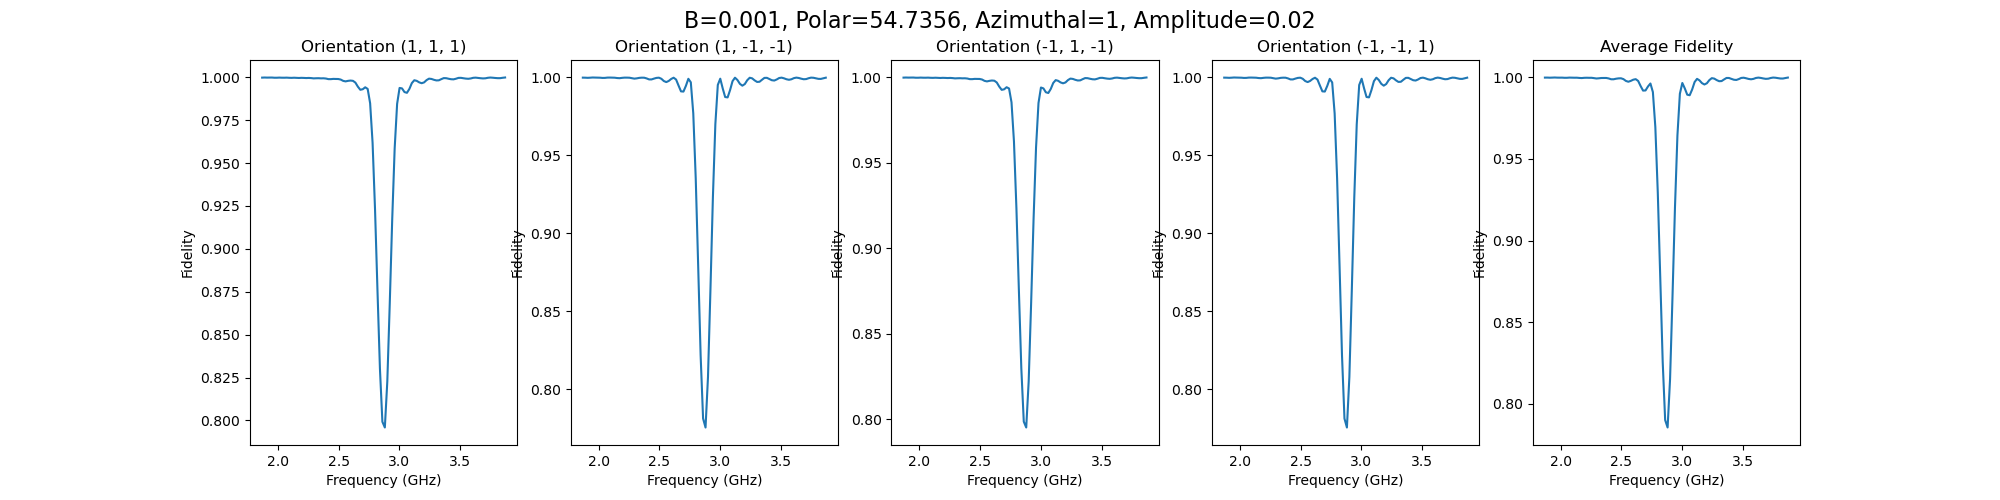 B=0.001, Polar=54.7356, Azimuthal=1, Amplitude=0.02
Orientation (1, 1, 1)
1.000
0.975
0.950
0.925
0.900
0.875
0.850
0.825
0.800
Fidelity
2.0 2.5 3.0 3.5
Frequency (GHz)
Orientation (1, -1, -1)
1.00
0.95
0.90
0.85
0.80
Fidelity
2.0 2.5 3.0 3.5
Frequency (GHz)
Orientation (-1, 1, -1)
1.00
0.95
0.90
0.85
0.80
Fidelity
2.0 2.5 3.0 3.5
Frequency (GHz)
Orientation (-1, -1, 1)
1.00
0.95
0.90
0.85
0.80
Fidelity
2.0 2.5 3.0 3.5
Frequency (GHz)
Average Fidelity
1.00
0.95
0.90
0.85
0.80
Fidelity
2.0 2.5 3.0 3.5
Frequency (GHz)